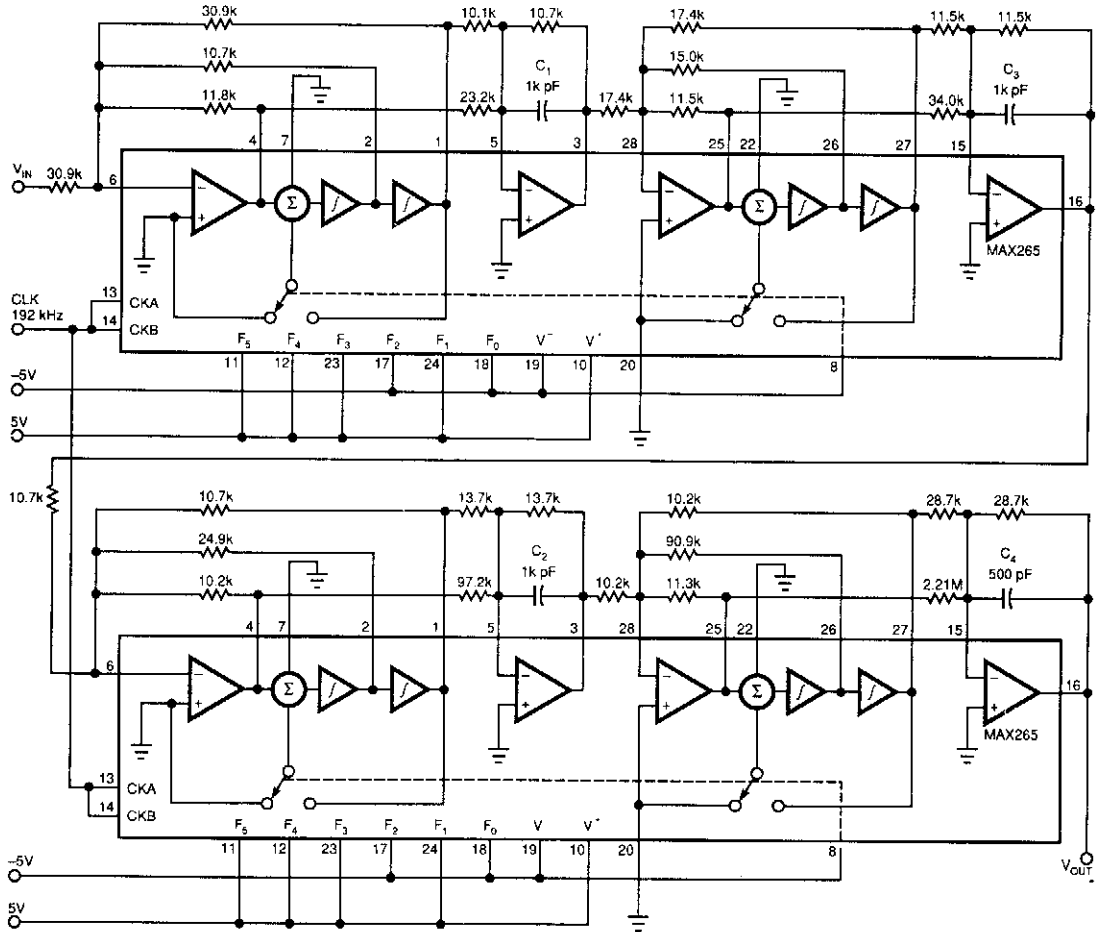 30.9k 10.1k 10.7k 17.4k 11.5k 11.5k
10.7k C₁ 15.0k C₃
1k pF 1k pF
11.8k 23.2k 17.4k 11.5k 34.0k
4 7 2 1 5 3 28 25 22 26 27 15
V_IN 30.9k 6 − + Σ ∫ ∫ − + − + Σ ∫ ∫ − + 16
MAX265
CLK
192 kHz
13 CKA
14 CKB
F₅ F₄ F₃ F₂ F₁ F₀ V⁻ V⁺
11 12 23 17 24 18 19 10 20 8
−5V
5V
10.7k
10.7k 13.7k 13.7k 10.2k 28.7k 28.7k
24.9k C₂ 90.9k C₄
1k pF 500 pF
10.2k 97.2k 10.2k 11.3k 2.21M
4 7 2 1 5 3 28 25 22 26 27 15
6 − + Σ ∫ ∫ − + − + Σ ∫ ∫ − + 16
MAX265
13 CKA
14 CKB
F₅ F₄ F₃ F₂ F₁ F₀ V V⁺
11 12 23 17 24 18 19 10 20 8
−5V
5V
V_OUT